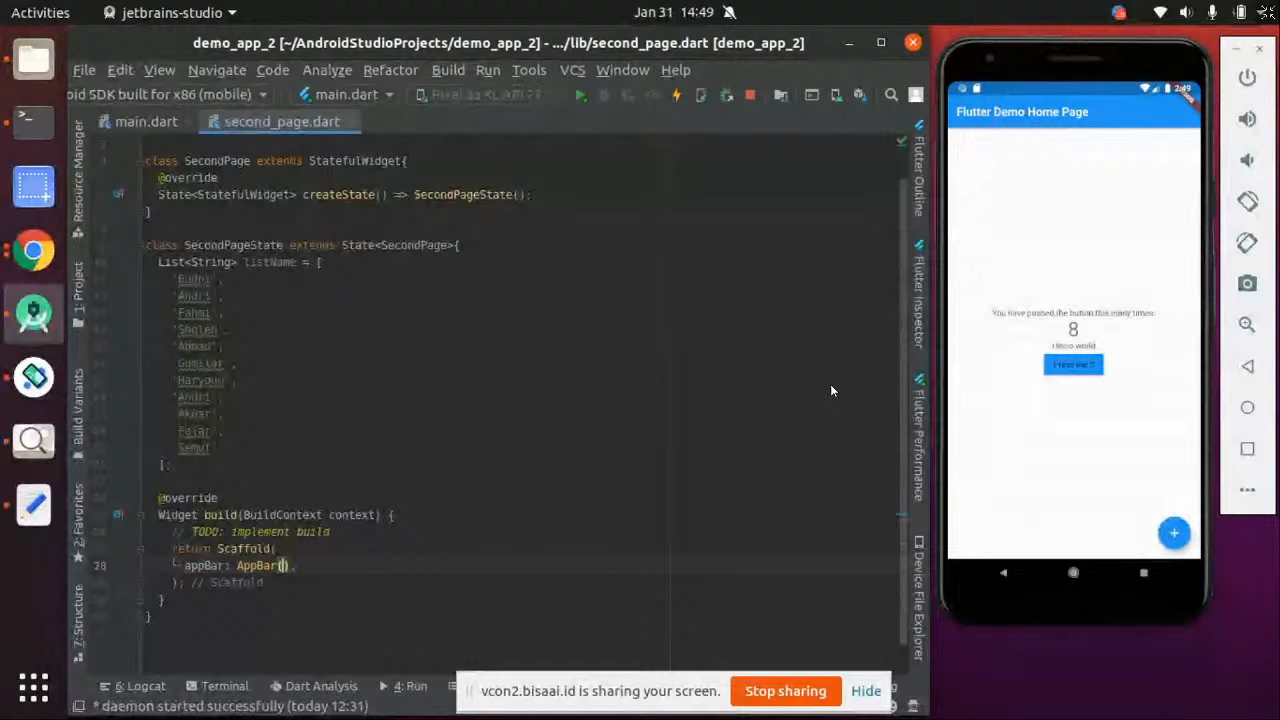 Activities
jetbrains-studio
Jan 31 14:49
demo_app_2 [~/AndroidStudioProjects/demo_app_2] - .../lib/second_page.dart [demo_app_2]
File Edit View Navigate Code Analyze Refactor Build Run Tools VCS Window Help
oid SDK built for x86 (mobile)
main.dart
main.dart
second_page.dart
class SecondPage extends StatefulWidget{
@override
State<StatefulWidget> createState() => SecondPageState();
}
class SecondPageState extends State<SecondPage>{
List<String> listName = [
'Andri',
'Fahmi',
'Sholeh',
'Ahmad',
'Gumilar',
'Andri',
'Akbar',
'Fajar',
'Semut'
];
@override
Widget build(BuildContext context) {
// TODO: implement build
return Scaffold(
28
appBar: AppBar(),
); // Scaffold
}
}
Resource Manager
1: Project
Build Variants
2: Favorites
7: Structure
Flutter Outline
Flutter Inspector
Flutter Performance
Device File Explorer
6: Logcat
Terminal
Dart Analysis
4: Run
* daemon started successfully (today 12:31)
vcon2.bisaai.id is sharing your screen.
Stop sharing
Hide
2:49
Flutter Demo Home Page
You have pushed the button this many times:
8
+